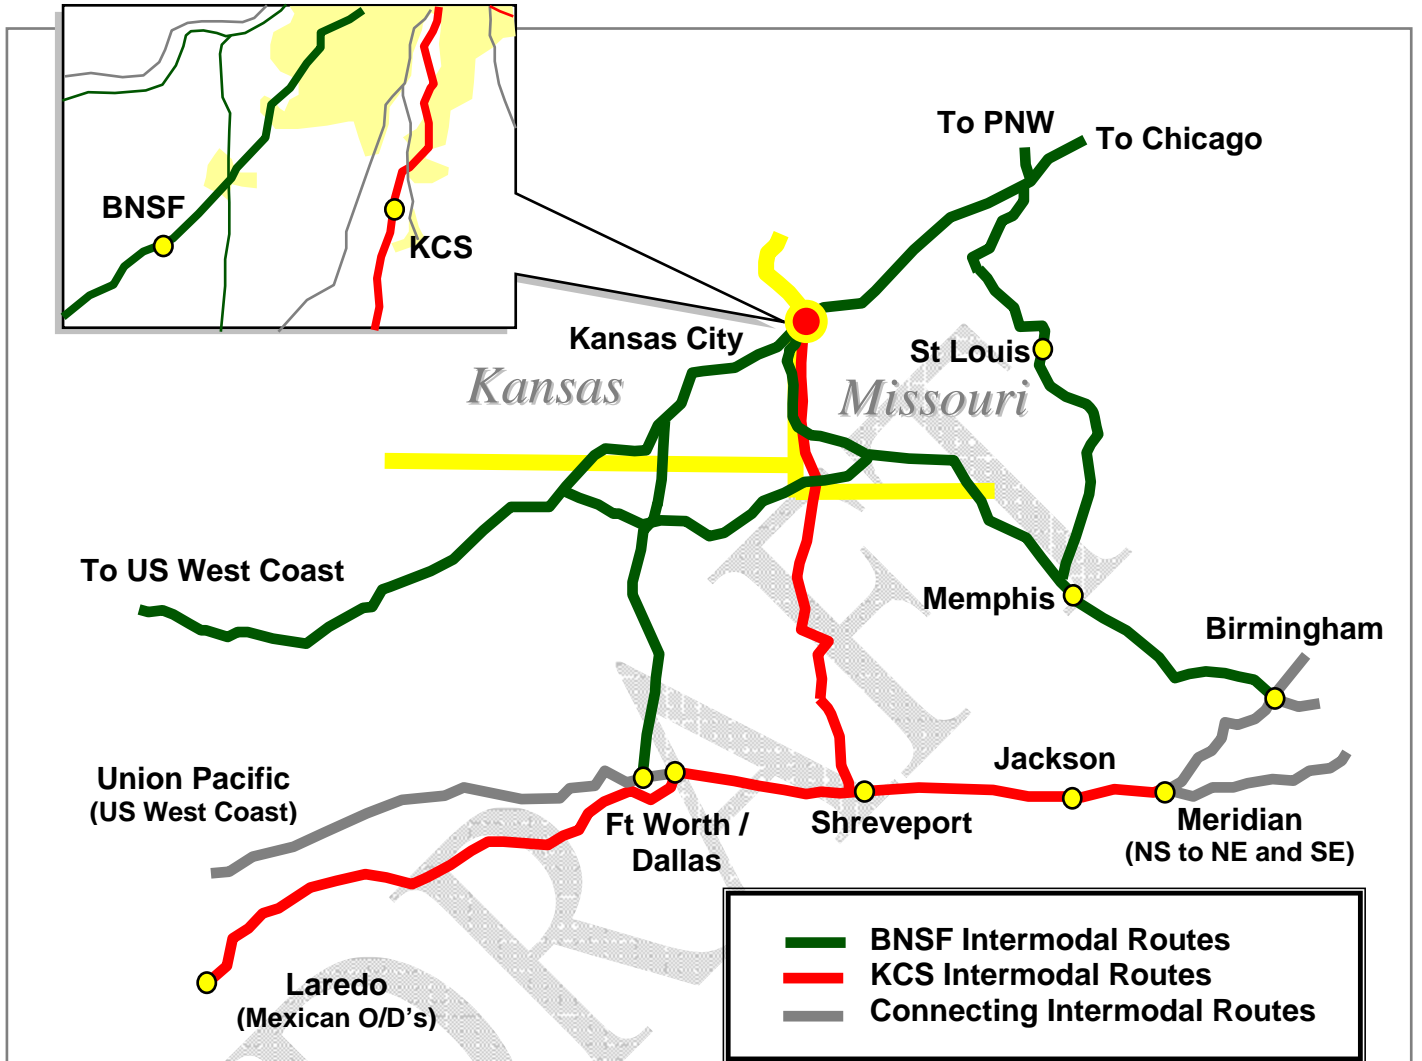 To PNW
To Chicago
BNSF
KCS
Kansas City
St Louis
Kansas
Missouri
To US West Coast
Memphis
Birmingham
Union Pacific
(US West Coast)
Jackson
Ft Worth /
Dallas
Shreveport
Meridian
(NS to NE and SE)
Laredo
(Mexican O/D's)
BNSF Intermodal Routes
KCS Intermodal Routes
Connecting Intermodal Routes
DRAFT